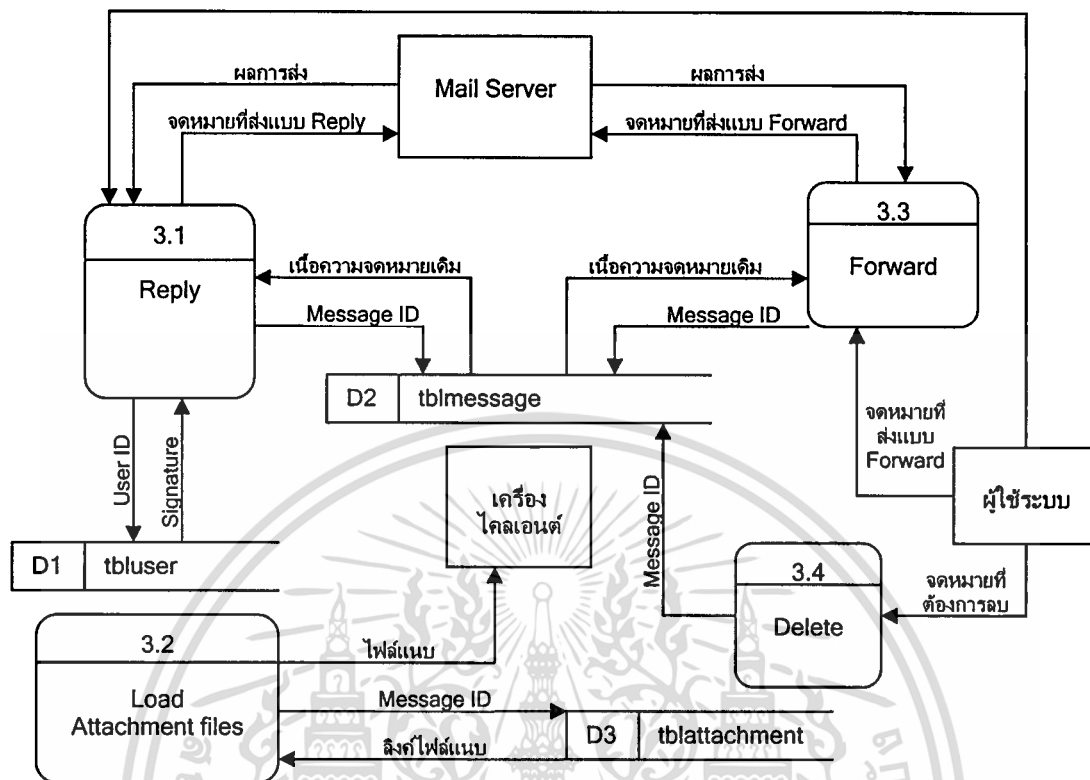 ผลการส่ง
Mail Server
ผลการส่ง
จดหมายที่ส่งแบบ Reply
จดหมายที่ส่งแบบ Forward
3.1
Reply
3.3
Forward
เนื้อความจดหมายเดิม
เนื้อความจดหมายเดิม
Message ID
Message ID
D2 tblmessage
User ID
Signature
เครื่อง
ไคลเอนต์
Message ID
จดหมายที่
ส่งแบบ
Forward
ผู้ใช้ระบบ
D1 tbluser
3.4
Delete
จดหมายที่
ต้องการลบ
3.2
Load
Attachment files
ไฟล์แนบ
Message ID
D3 tblattachment
ลิงค์ไฟล์แนบ